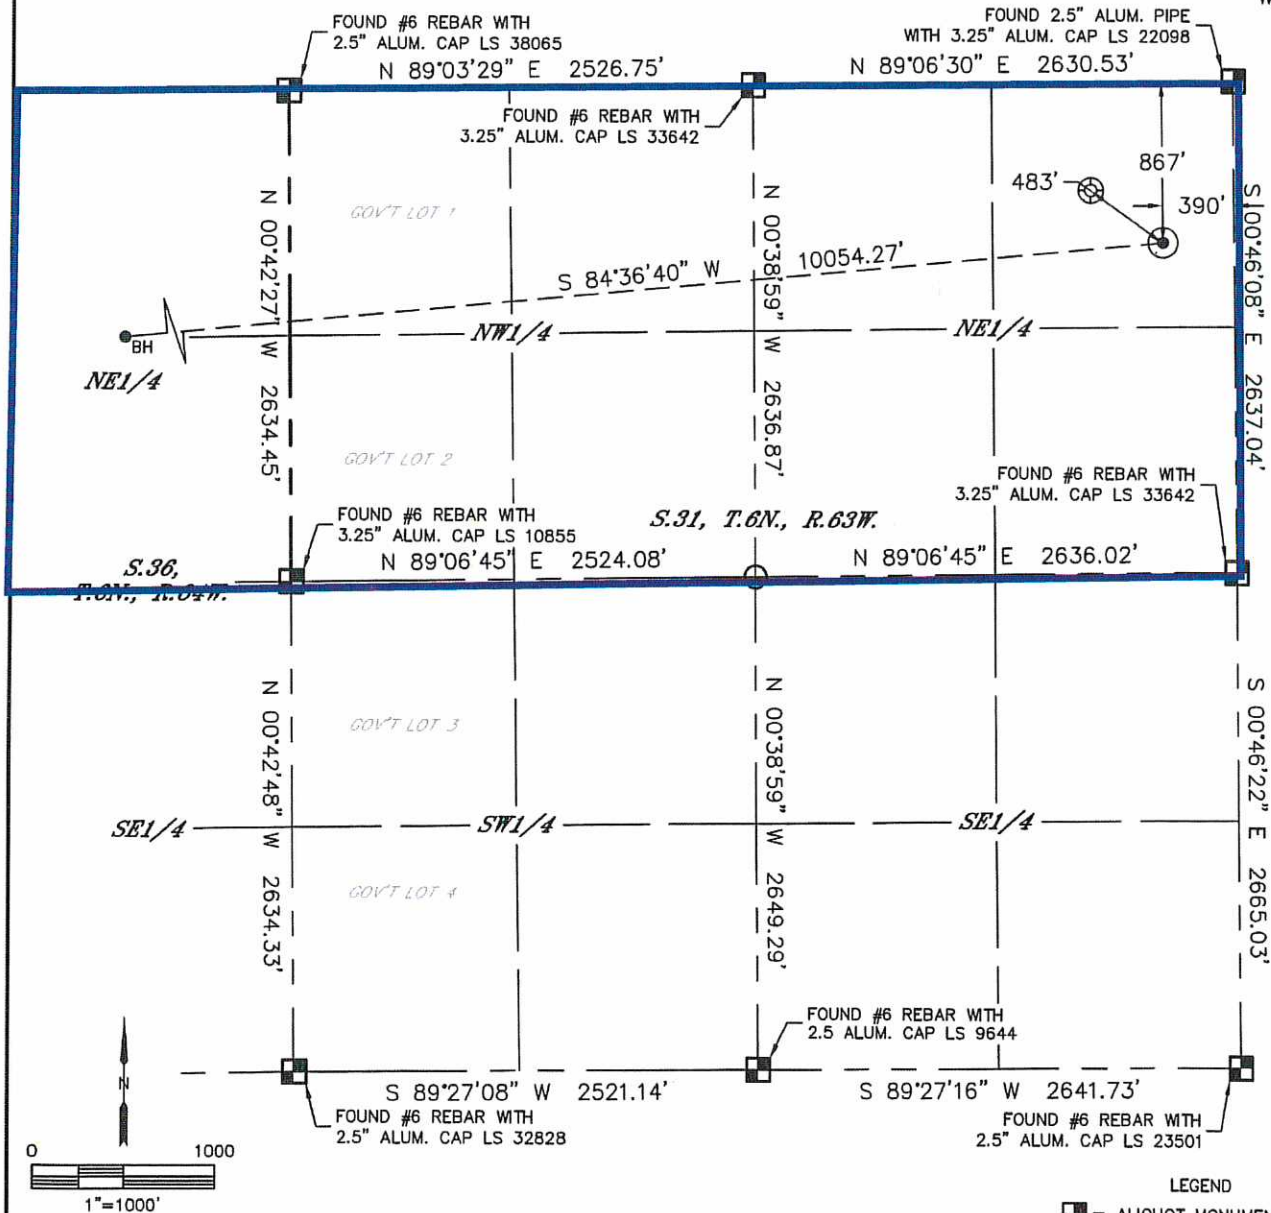 FOUND #6 REBAR WITH
2.5" ALUM. CAP LS 38065
FOUND 2.5" ALUM. PIPE
WITH 3.25" ALUM. CAP LS 22098
N 89°03'29" E 2526.75'
N 89°06'30" E 2630.53'
FOUND #6 REBAR WITH
3.25" ALUM. CAP LS 33642
867'
483'
390'
GOV'T LOT 1
N 00°42'27" W 2634.45'
N 00°38'59" W 2636.87'
S 00°46'08" E 2637.04'
S 84°36'40" W 10054.27'
BH
NE1/4
NW1/4
NE1/4
GOV'T LOT 2
FOUND #6 REBAR WITH
3.25" ALUM. CAP LS 33642
FOUND #6 REBAR WITH
3.25" ALUM. CAP LS 10855
S.31, T.6N., R.63W.
N 89°06'45" E 2524.08'
N 89°06'45" E 2636.02'
S.36,
T.6N., R.64W.
GOV'T LOT 3
N 00°42'48" W 2634.33'
N 00°38'59" W 2649.29'
S 00°46'22" E 2665.03'
SE1/4
SW1/4
SE1/4
GOV'T LOT 4
FOUND #6 REBAR WITH
2.5 ALUM. CAP LS 9644
S 89°27'08" W 2521.14'
S 89°27'16" W 2641.73'
FOUND #6 REBAR WITH
2.5" ALUM. CAP LS 32828
FOUND #6 REBAR WITH
2.5" ALUM. CAP LS 23501
N
0 1000
1"=1000'
LEGEND